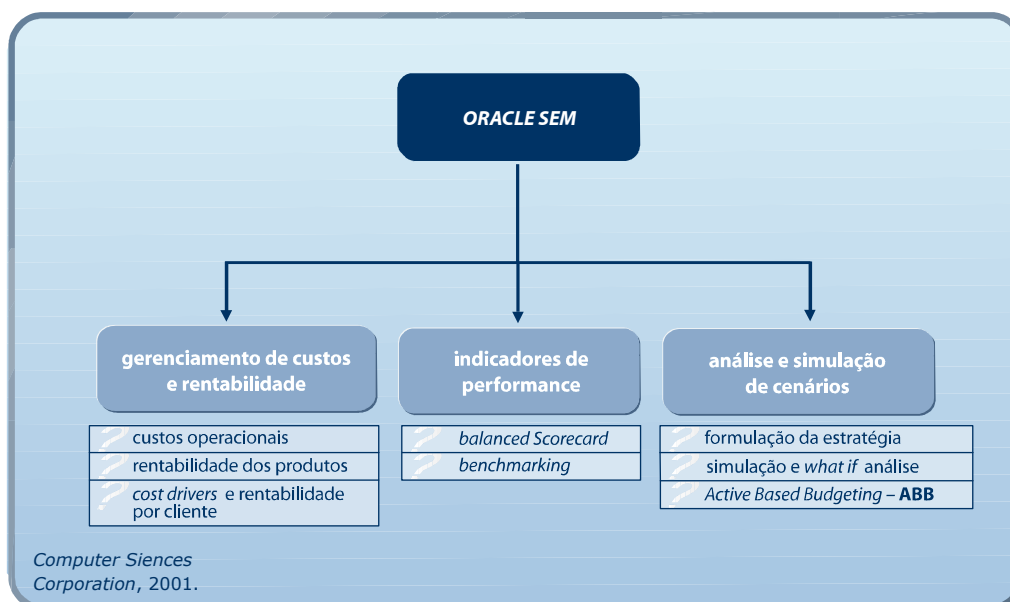 ORACLE SEM
gerenciamento de custos
e rentabilidade
custos operacionais
rentabilidade dos produtos
cost drivers e rentabilidade
por cliente
indicadores de
performance
balanced Scorecard
benchmarking
análise e simulação
de cenários
formulação da estratégia
simulação e what if análise
Active Based Budgeting – ABB
Computer Siences
Corporation, 2001.